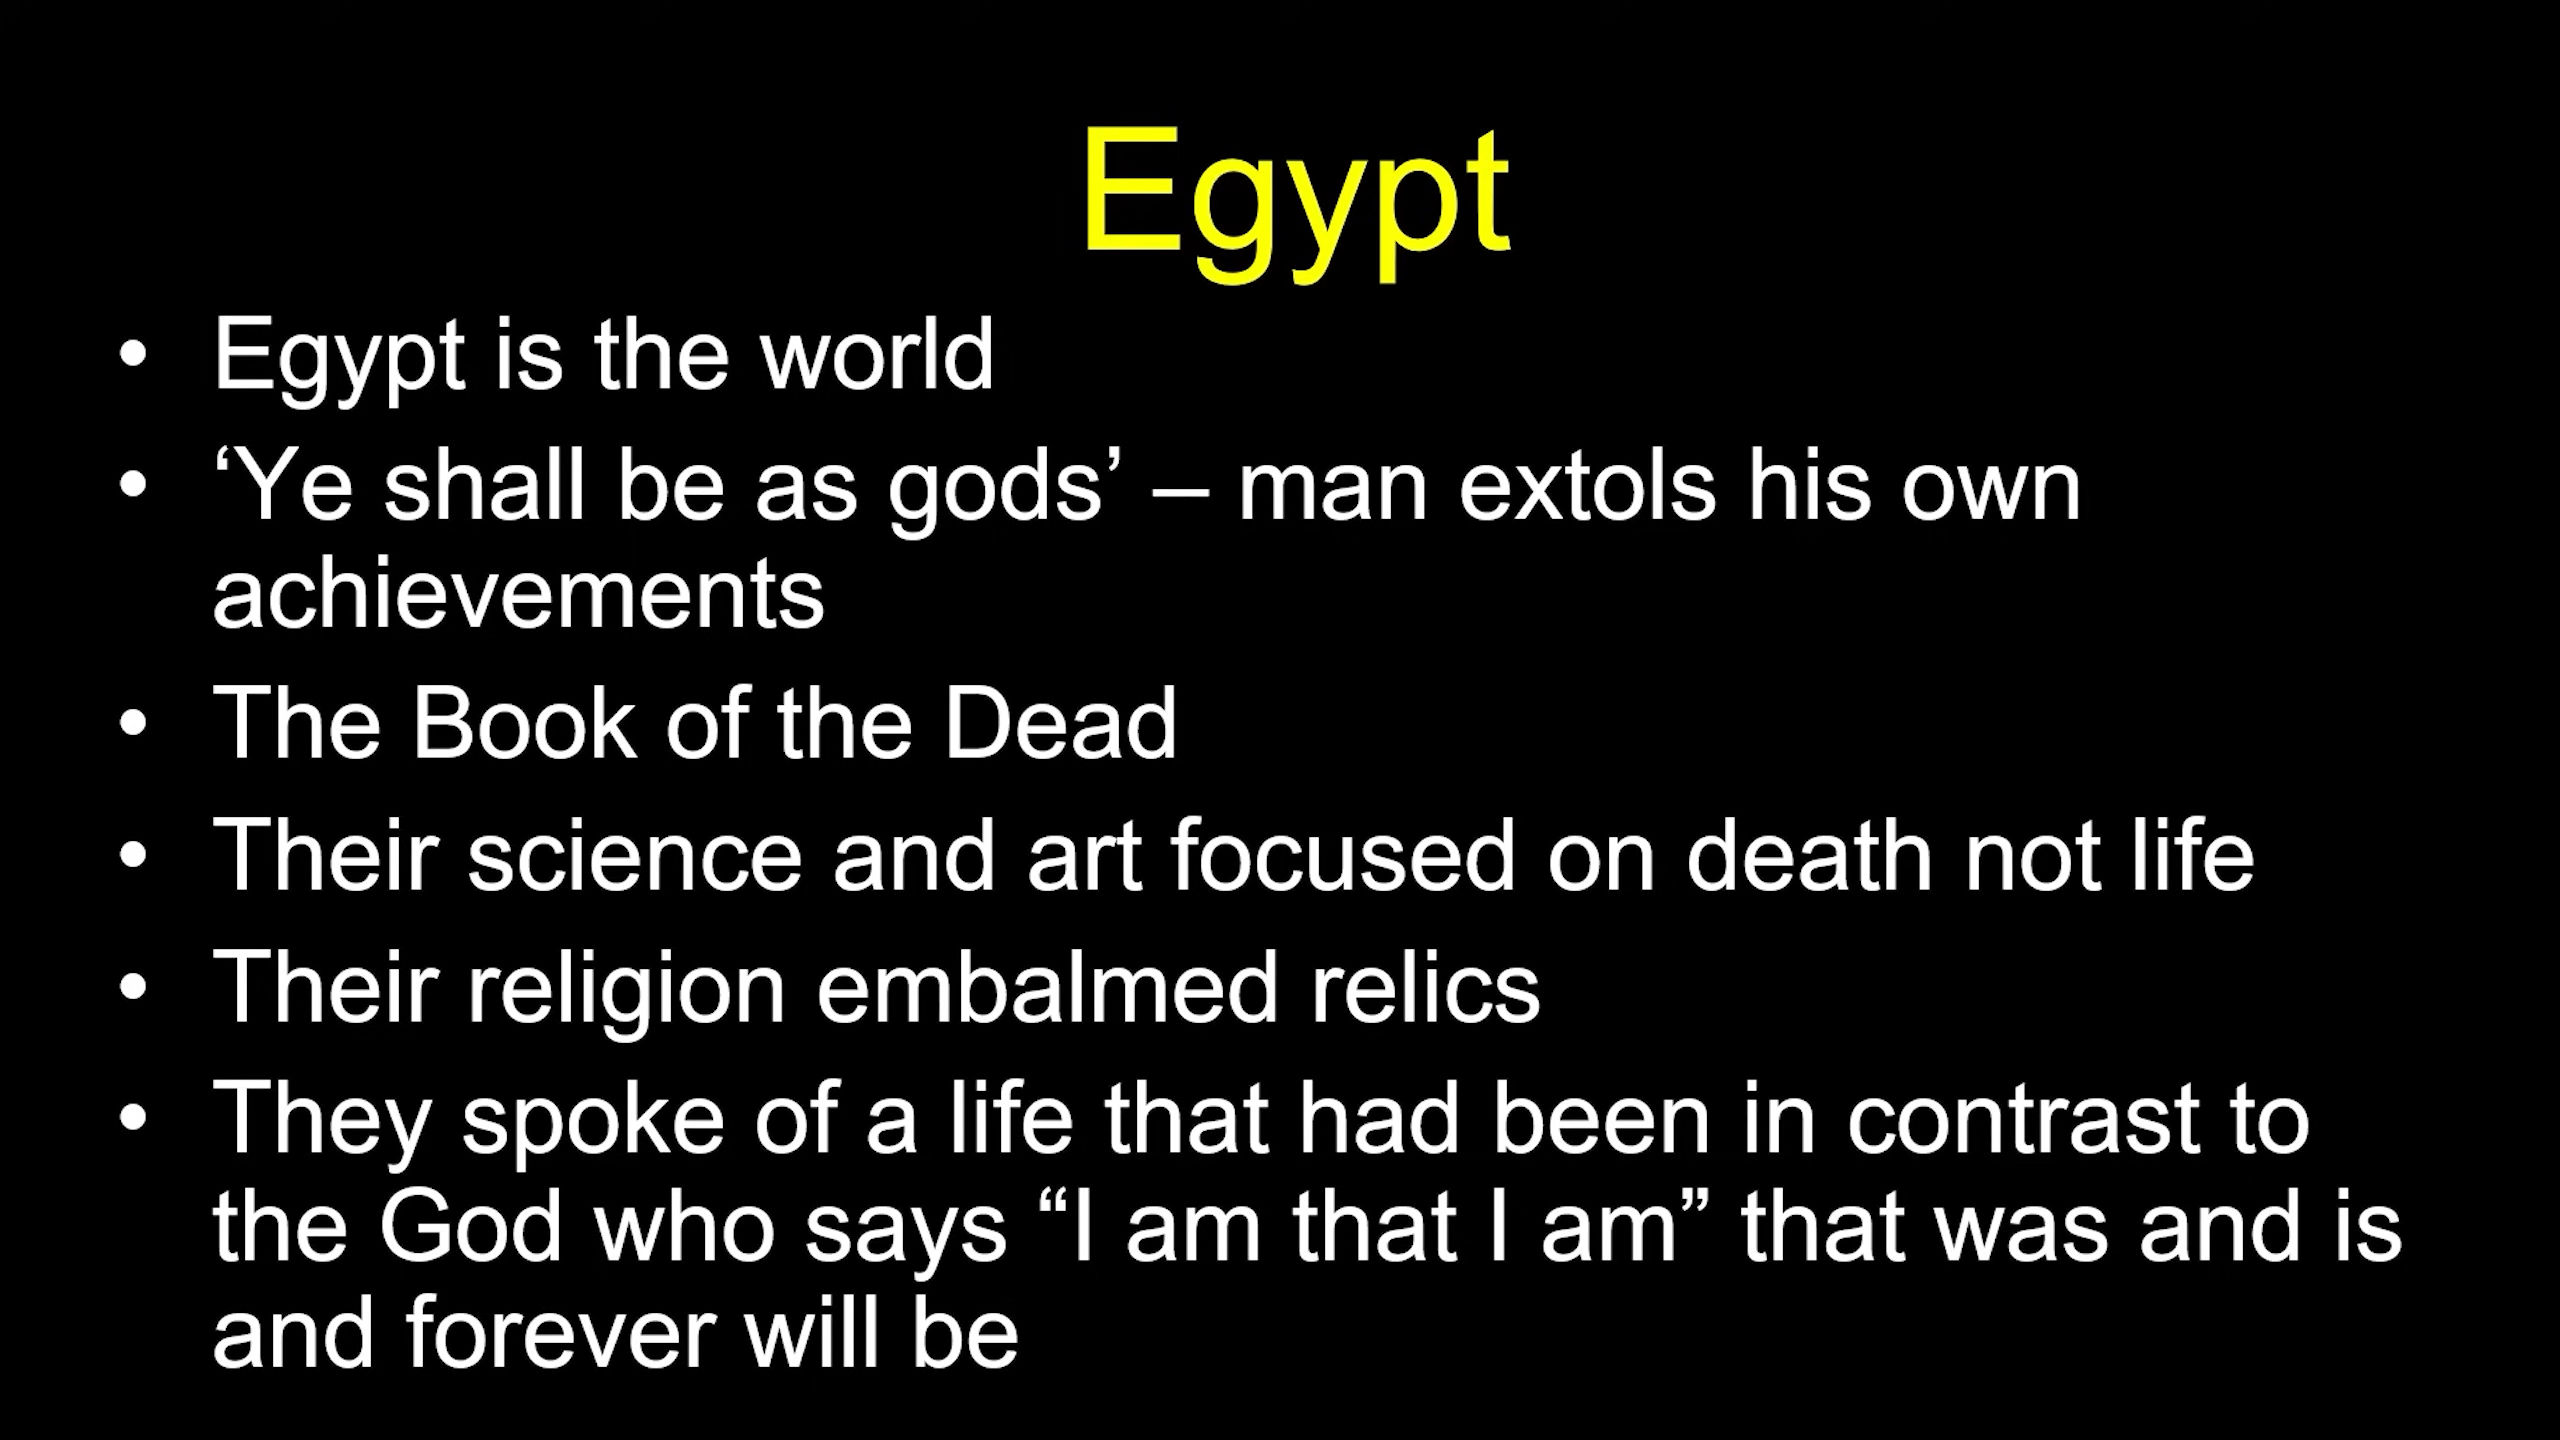 Egypt
• Egypt is the world
• ‘Ye shall be as gods’ – man extols his own
achievements
• The Book of the Dead
• Their science and art focused on death not life
• Their religion embalmed relics
• They spoke of a life that had been in contrast to
the God who says “I am that I am” that was and is
and forever will be